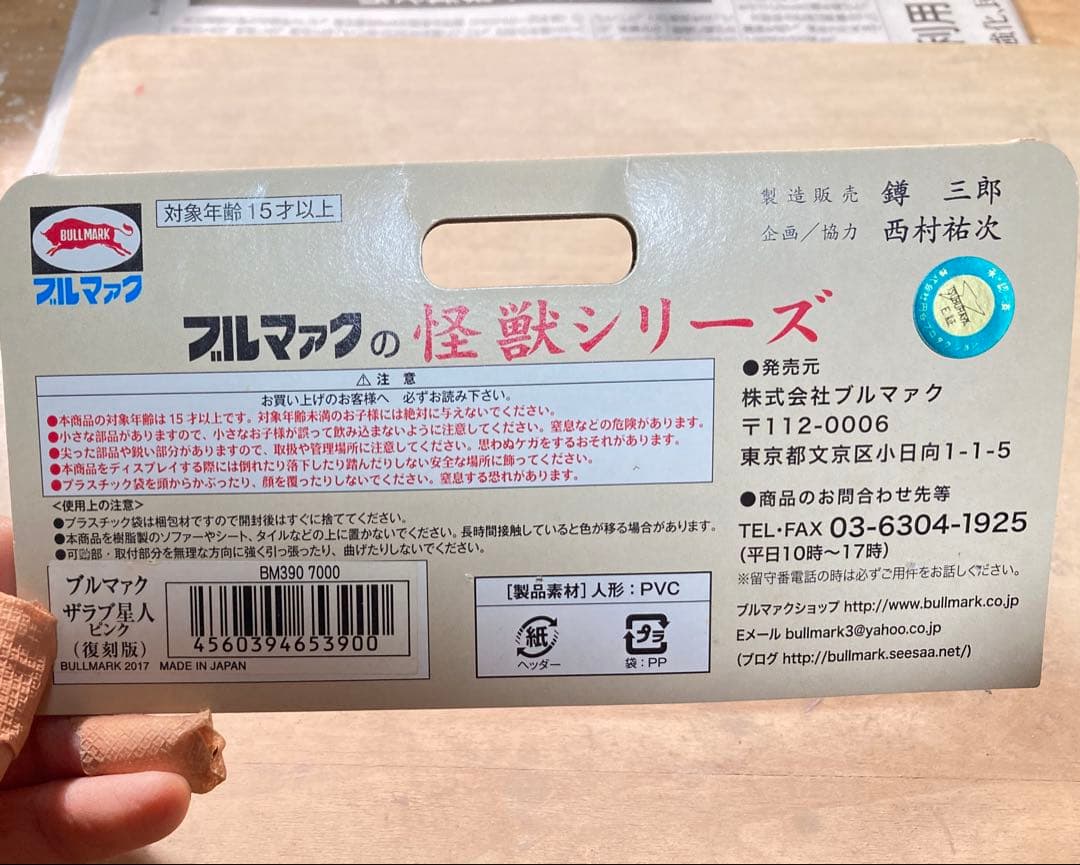 利用
強化
BULLMARK
ブルマァク
対象年齢15才以上
製造販売 鐏 三郎
企画/協力 西村祐次
ブルマァクの怪獣シリーズ
⚠注 意
お買い上げのお客様へ 必ずお読み下さい。
●本商品の対象年齢は15才以上です。対象年齢未満のお子様には絶対に与えないでください。
●小さな部品がありますので、小さなお子様が誤って飲み込まないように注意してください。窒息などの危険があります。
●尖った部品や鋭い部分がありますので、取扱や管理場所に注意してください。思わぬケガをするおそれがあります。
●本商品をディスプレイする際には倒れたり落下したり踏んだりしない安全な場所に飾ってください。
●プラスチック袋を頭からかぶったり、顔を覆ったりしないでください。窒息する恐れがあります。
<使用上の注意>
●プラスチック袋は梱包材ですので開封後はすぐに捨ててください。
●本商品を樹脂製のソファーやシート、タイルなどの上に置かないでください。長時間接触していると色が移る場合があります。
●可動部・取付部分を無理な方向に強く引っ張ったり、曲げたりしないでください。
BM390 7000
ブルマァク
ザラブ星人
ピンク
(復刻版)
4560394653900
BULLMARK 2017 MADE IN JAPAN
[製品素材]人形:PVC
紙
ヘッダー
プラ
袋:PP
●発売元
株式会社ブルマァク
〒112-0006
東京都文京区小日向1-1-5
●商品のお問合わせ先等
TEL・FAX 03-6304-1925
(平日10時〜17時)
※留守番電話の時は必ずご用件をお話しください。
ブルマァクショップ http://www.bullmark.co.jp
Eメール bullmark3@yahoo.co.jp
(ブログ http://bullmark.seesaa.net/)